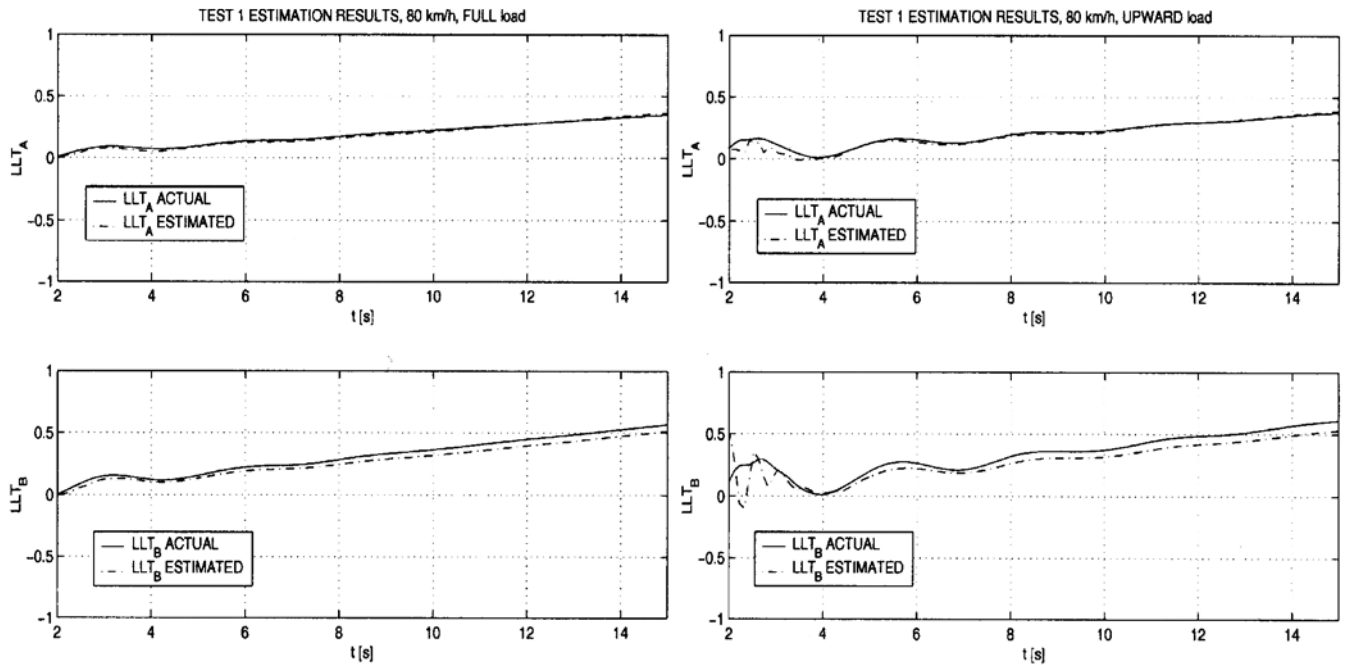 TEST 1 ESTIMATION RESULTS, 80 km/h, FULL load
1
0.5
0
-0.5
-1
LLT_A
LLT_A ACTUAL
LLT_A ESTIMATED
2 4 6 8 10 12 14
t [s]
TEST 1 ESTIMATION RESULTS, 80 km/h, UPWARD load
1
0.5
0
-0.5
-1
LLT_A
LLT_A ACTUAL
LLT_A ESTIMATED
2 4 6 8 10 12 14
t [s]
1
0.5
0
-0.5
-1
LLT_B
LLT_B ACTUAL
LLT_B ESTIMATED
2 4 6 8 10 12 14
t [s]
1
0.5
0
-0.5
-1
LLT_B
LLT_B ACTUAL
LLT_B ESTIMATED
2 4 6 8 10 12 14
t [s]